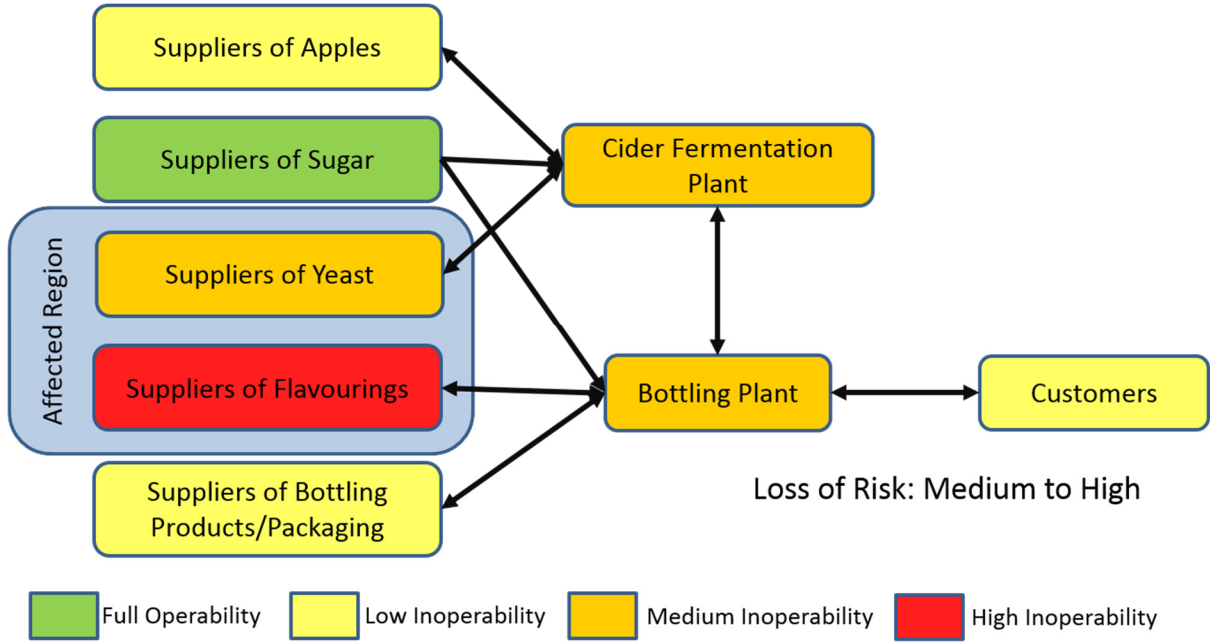 Suppliers of Apples
Suppliers of Sugar
Affected Region
Suppliers of Yeast
Suppliers of Flavourings
Suppliers of Bottling
Products/Packaging
Cider Fermentation
Plant
Bottling Plant
Customers
Loss of Risk: Medium to High
Full Operability
Low Inoperability
Medium Inoperability
High Inoperability